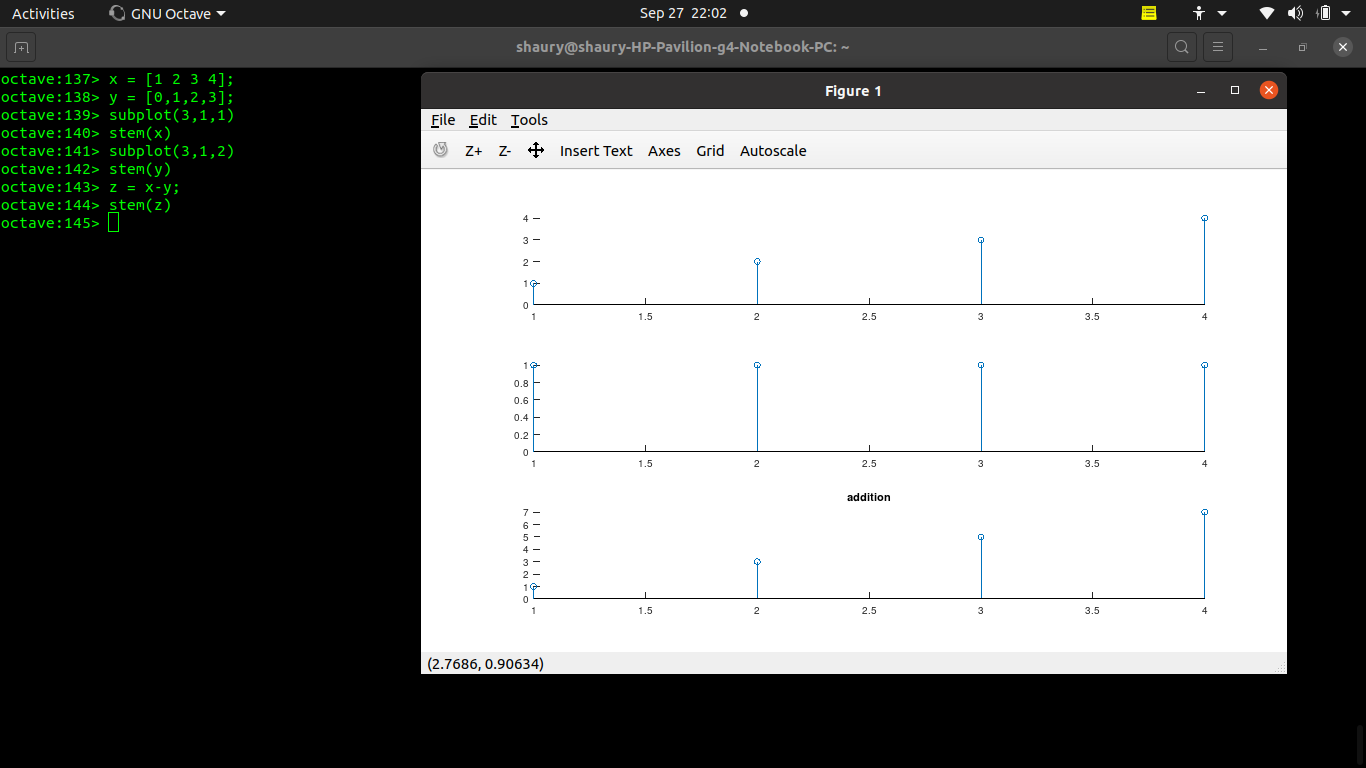 Activities GNU Octave Sep 27 22:02
shaury@shaury-HP-Pavilion-g4-Notebook-PC: ~
octave:137> x = [1 2 3 4];
octave:138> y = [0,1,2,3];
octave:139> subplot(3,1,1)
octave:140> stem(x)
octave:141> subplot(3,1,2)
octave:142> stem(y)
octave:143> z = x-y;
octave:144> stem(z)
octave:145>
Figure 1
File Edit Tools
Z+ Z- Insert Text Axes Grid Autoscale
4
3
2
1
0
1 1.5 2 2.5 3 3.5 4
1
0.8
0.6
0.4
0.2
0
1 1.5 2 2.5 3 3.5 4
addition
7
6
5
4
3
2
1
0
1 1.5 2 2.5 3 3.5 4
(2.7686, 0.90634)